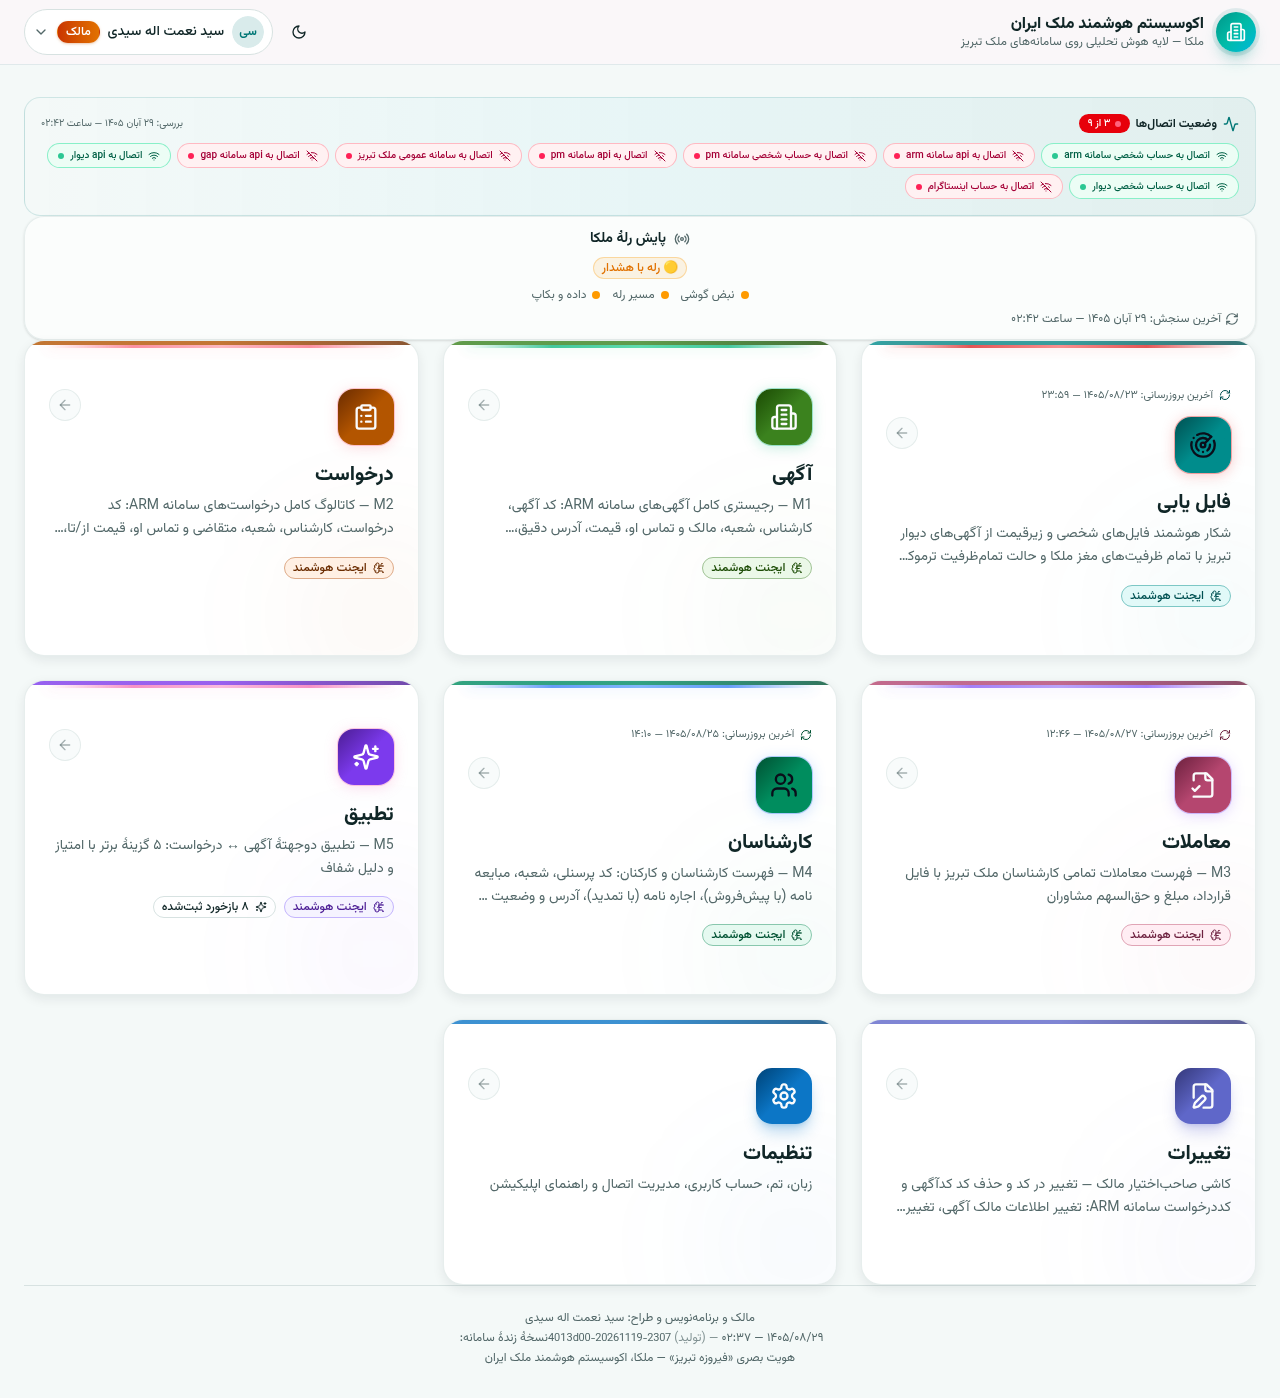 اکوسیستم هوشمند ملک ایران
ملکا — لایه هوش تحلیلی روی سامانه‌های ملک تبریز
سی
سید نعمت اله سیدی
مالک
وضعیت اتصال‌ها
۳ از ۹
بررسی: ۲۹ آبان ۱۴۰۵ — ساعت ۰۲:۴۲
اتصال به حساب شخصی سامانه arm
اتصال به api سامانه arm
اتصال به حساب شخصی سامانه pm
اتصال به api سامانه pm
اتصال به سامانه عمومی ملک تبریز
اتصال به api سامانه gap
اتصال به api دیوار
اتصال به حساب شخصی دیوار
اتصال به حساب اینستاگرام
پایش رلهٔ ملکا
رله با هشدار
نبض گوشی
مسیر رله
داده و بکاپ
آخرین سنجش: ۲۹ آبان ۱۴۰۵ — ساعت ۰۲:۴۲
آخرین بروزرسانی: ۱۴۰۵/۰۸/۲۳ — ۲۳:۵۹
فایل یابی
شکار هوشمند فایل‌های شخصی و زیرقیمت از آگهی‌های دیوار
تبریز با تمام ظرفیت‌های مغز ملکا و حالت تمام‌ظرفیت ترموک...
ایجنت هوشمند
آگهی
M1 — رجیستری کامل آگهی‌های سامانه ARM: کد آگهی،
کارشناس، شعبه، مالک و تماس او، قیمت، آدرس دقیق،...
ایجنت هوشمند
درخواست
M2 — کاتالوگ کامل درخواست‌های سامانه ARM: کد
درخواست، کارشناس، شعبه، متقاضی و تماس او، قیمت از/تا،...
ایجنت هوشمند
آخرین بروزرسانی: ۱۴۰۵/۰۸/۲۷ — ۱۲:۴۶
معاملات
M3 — فهرست معاملات تمامی کارشناسان ملک تبریز با فایل
قرارداد، مبلغ و حق‌السهم مشاوران
ایجنت هوشمند
آخرین بروزرسانی: ۱۴۰۵/۰۸/۲۵ — ۱۴:۱۰
کارشناسان
M4 — فهرست کارشناسان و کارکنان: کد پرسنلی، شعبه، مبایعه
نامه (با پیش‌فروش)، اجاره نامه (با تمدید)، آدرس و وضعیت ...
ایجنت هوشمند
تطبیق
M5 — تطبیق دوجهتهٔ آگهی ↔ درخواست: ۵ گزینهٔ برتر با امتیاز
و دلیل شفاف
ایجنت هوشمند
۸ بازخورد ثبت‌شده
تغییرات
کاشی صاحب‌اختیار مالک — تغییر در کد و حذف کد کدآگهی و
کددرخواست سامانه ARM: تغییر اطلاعات مالک آگهی، تغییر...
تنظیمات
زبان، تم، حساب کاربری، مدیریت اتصال و راهنمای اپلیکیشن
مالک و برنامه‌نویس و طراح: سید نعمت اله سیدی
نسخهٔ زندهٔ سامانه: 4013d00-20261119-2307 (تولید) — ۱۴۰۵/۰۸/۲۹ — ۰۲:۳۷
هویت بصری «فیروزه تبریز» — ملکا، اکوسیستم هوشمند ملک ایران